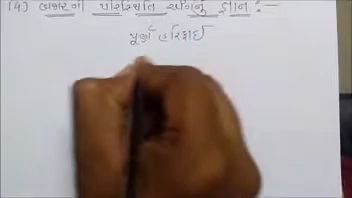 (4) બજારની પરિસ્થિતિ અંગેનું જ્ઞાન :-
પૂર્ણ હરિફાઈ